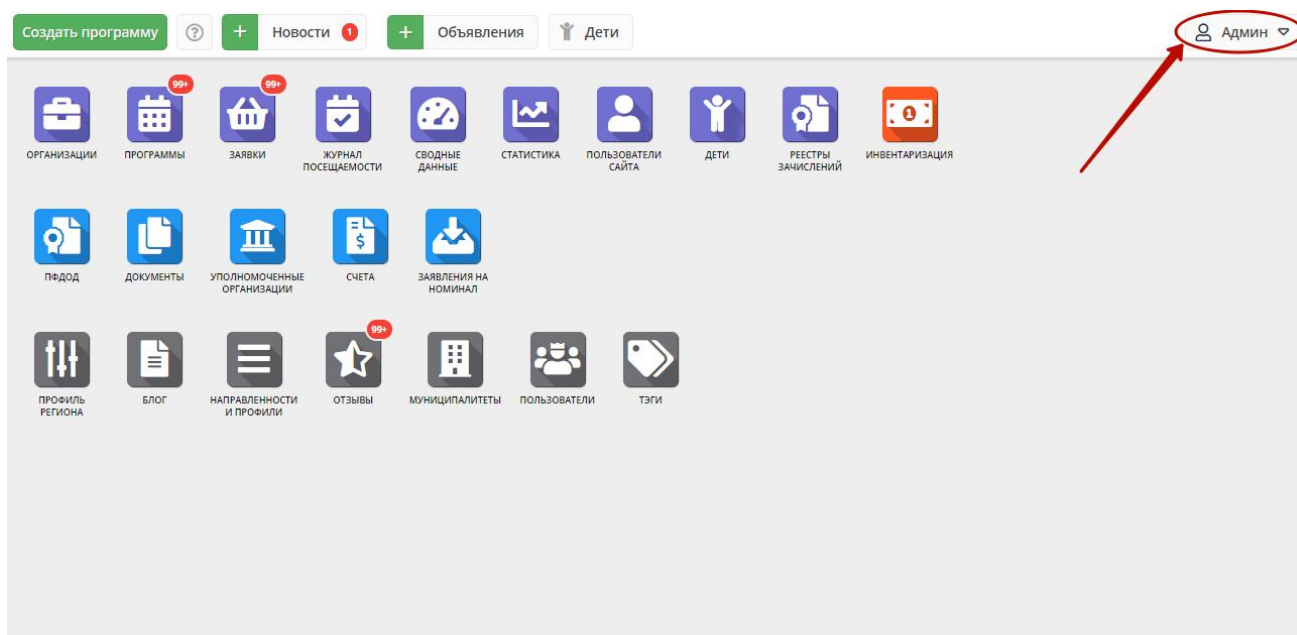 Создать программу ? + Новости 1 + Объявления Дети Админ
99+ 99+
1
ОРГАНИЗАЦИИ ПРОГРАММЫ ЗАЯВКИ ЖУРНАЛ СВОДНЫЕ СТАТИСТИКА ПОЛЬЗОВАТЕЛИ ДЕТИ РЕЕСТРЫ ИНВЕНТАРИЗАЦИЯ
ПОСЕЩАЕМОСТИ ДАННЫЕ САЙТА ЗАЧИСЛЕНИЙ
$
ПФДОД ДОКУМЕНТЫ УПОЛНОМОЧЕННЫЕ СЧЕТА ЗАЯВЛЕНИЯ НА
ОРГАНИЗАЦИИ НОМИНАЛ
99+
ПРОФИЛЬ БЛОГ НАПРАВЛЕННОСТИ ОТЗЫВЫ МУНИЦИПАЛИТЕТЫ ПОЛЬЗОВАТЕЛИ ТЭГИ
РЕГИОНА И ПРОФИЛИ